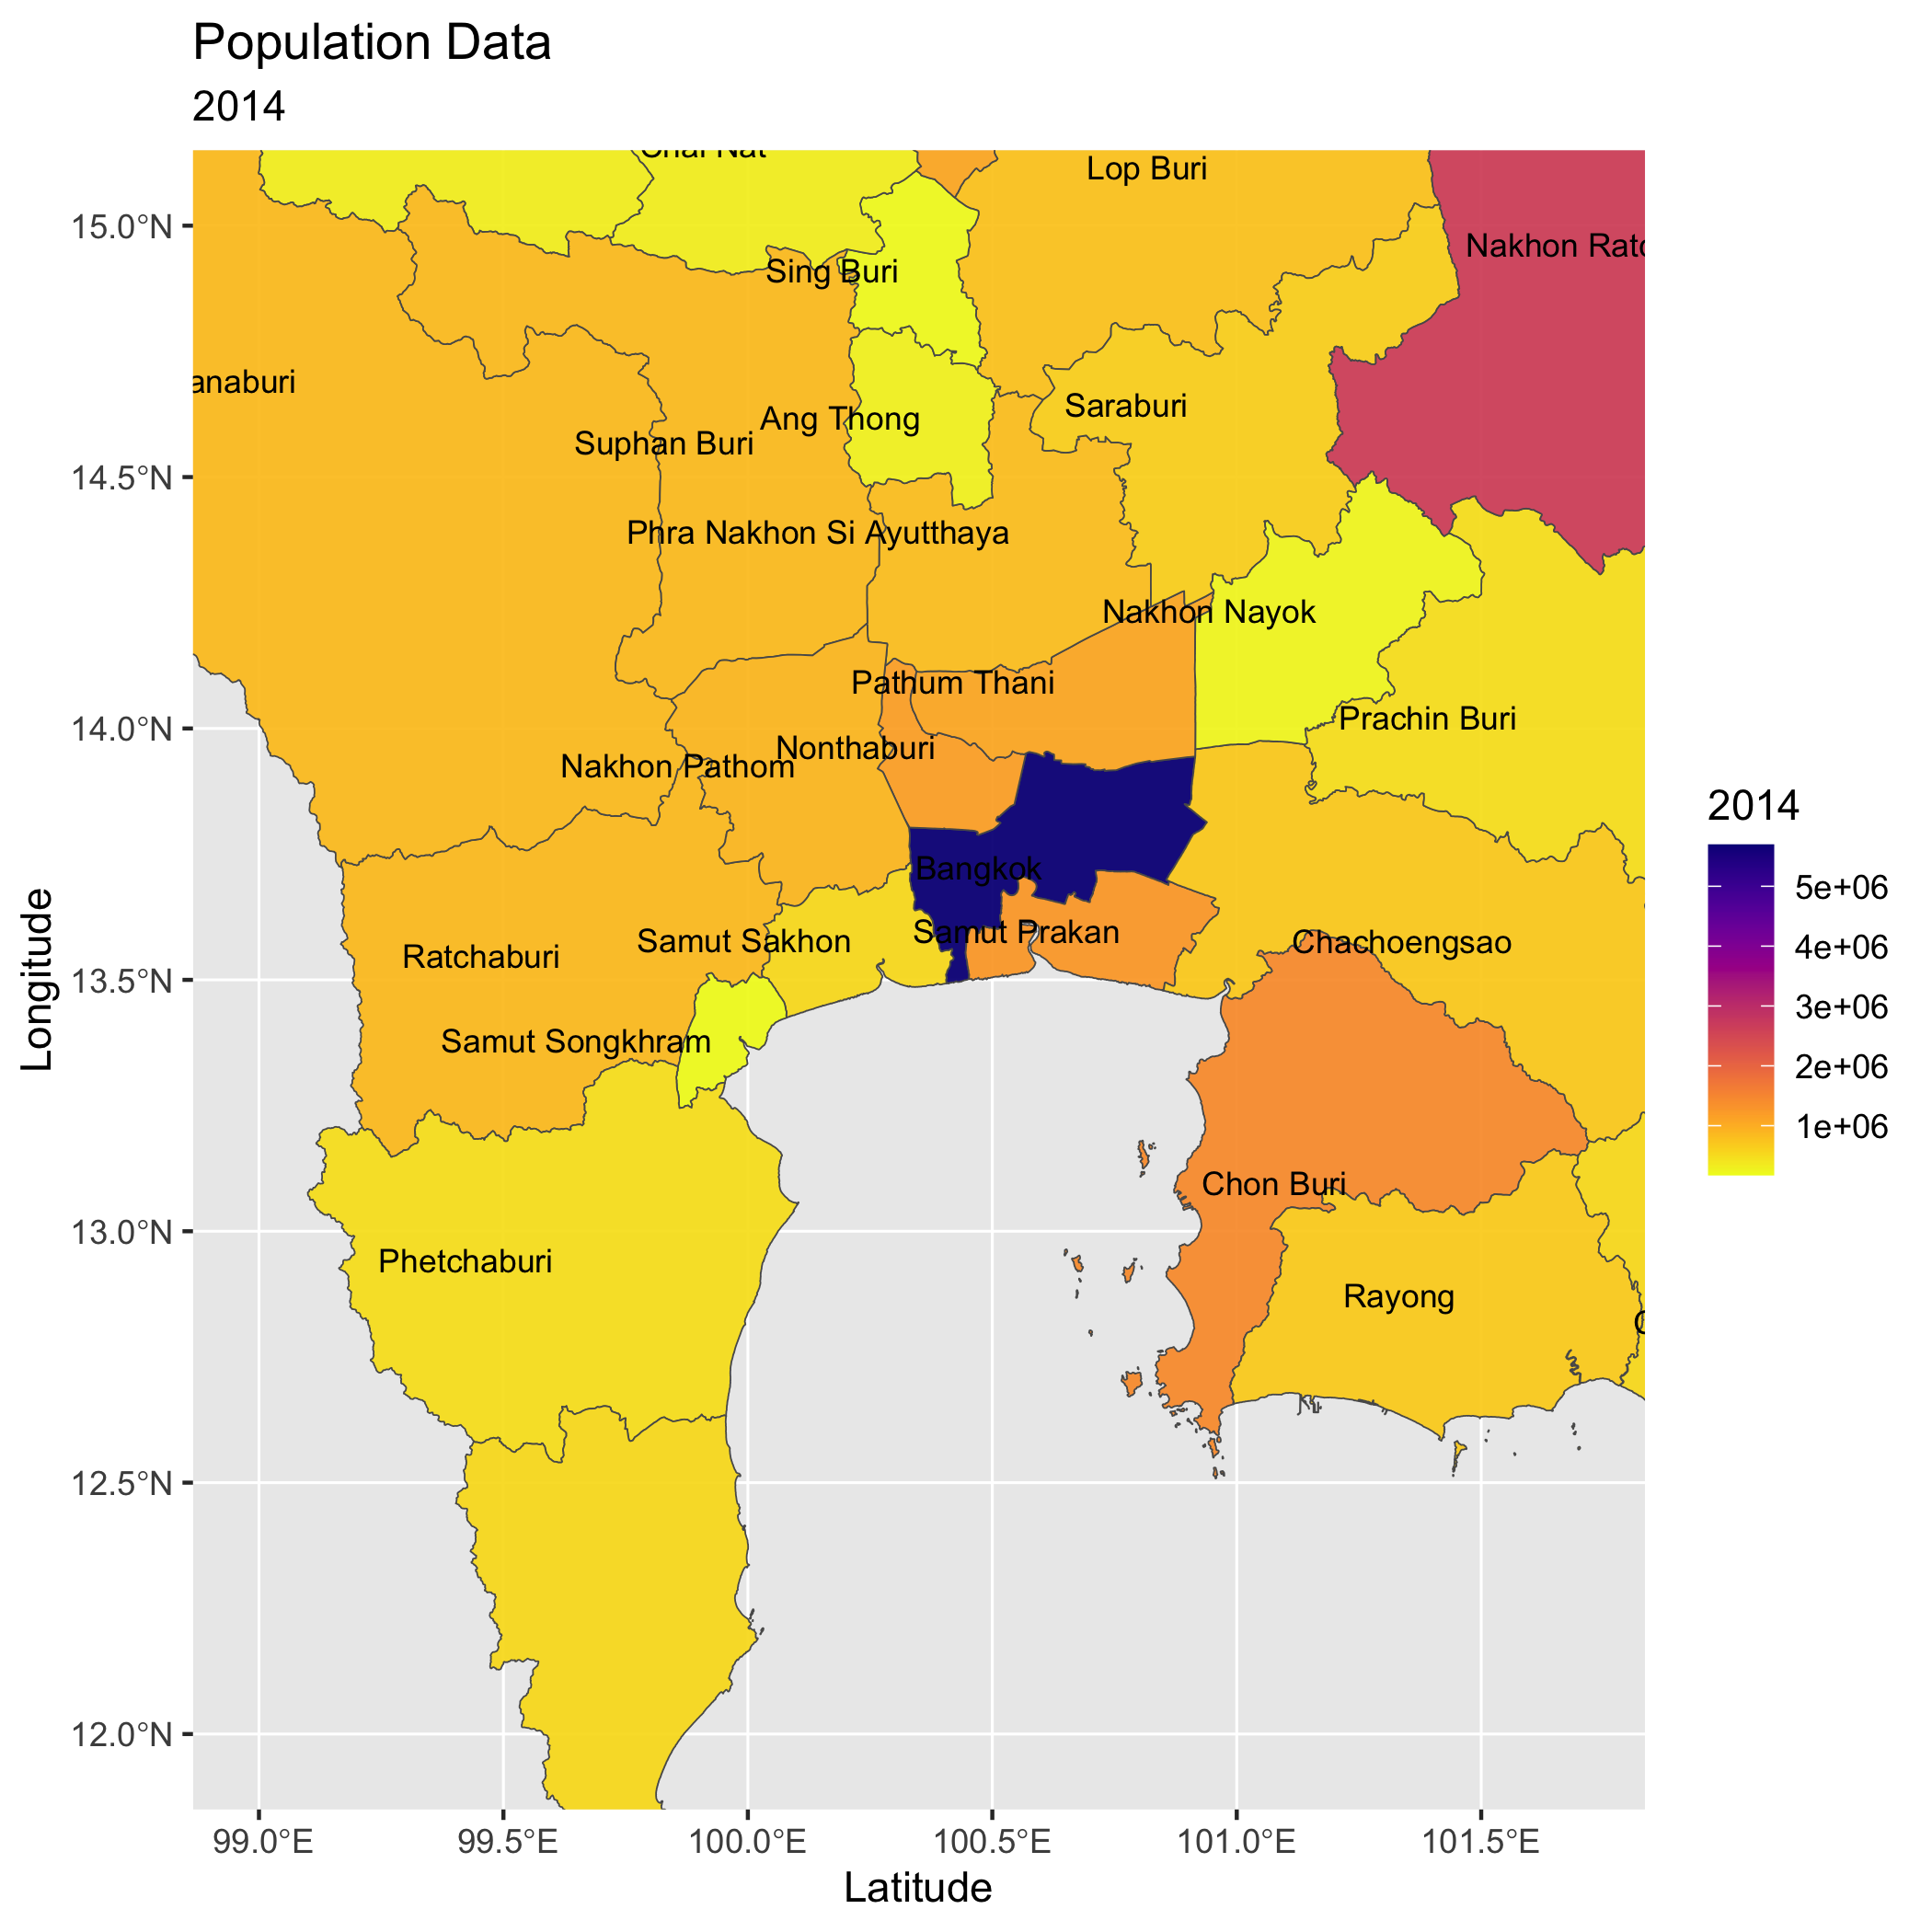 Population Data
2014
Chai Nat
Lop Buri
Nakhon Ratc
Sing Buri
anaburi
Saraburi
Ang Thong
Suphan Buri
Phra Nakhon Si Ayutthaya
Nakhon Nayok
Pathum Thani
Prachin Buri
Nonthaburi
Nakhon Pathom
Bangkok
Samut Prakan
Samut Sakhon
Chachoengsao
Ratchaburi
Samut Songkhram
Chon Buri
Phetchaburi
Rayong
15.0°N
14.5°N
14.0°N
13.5°N
13.0°N
12.5°N
12.0°N
Longitude
99.0°E
99.5°E
100.0°E
100.5°E
101.0°E
101.5°E
Latitude
2014
5e+06
4e+06
3e+06
2e+06
1e+06